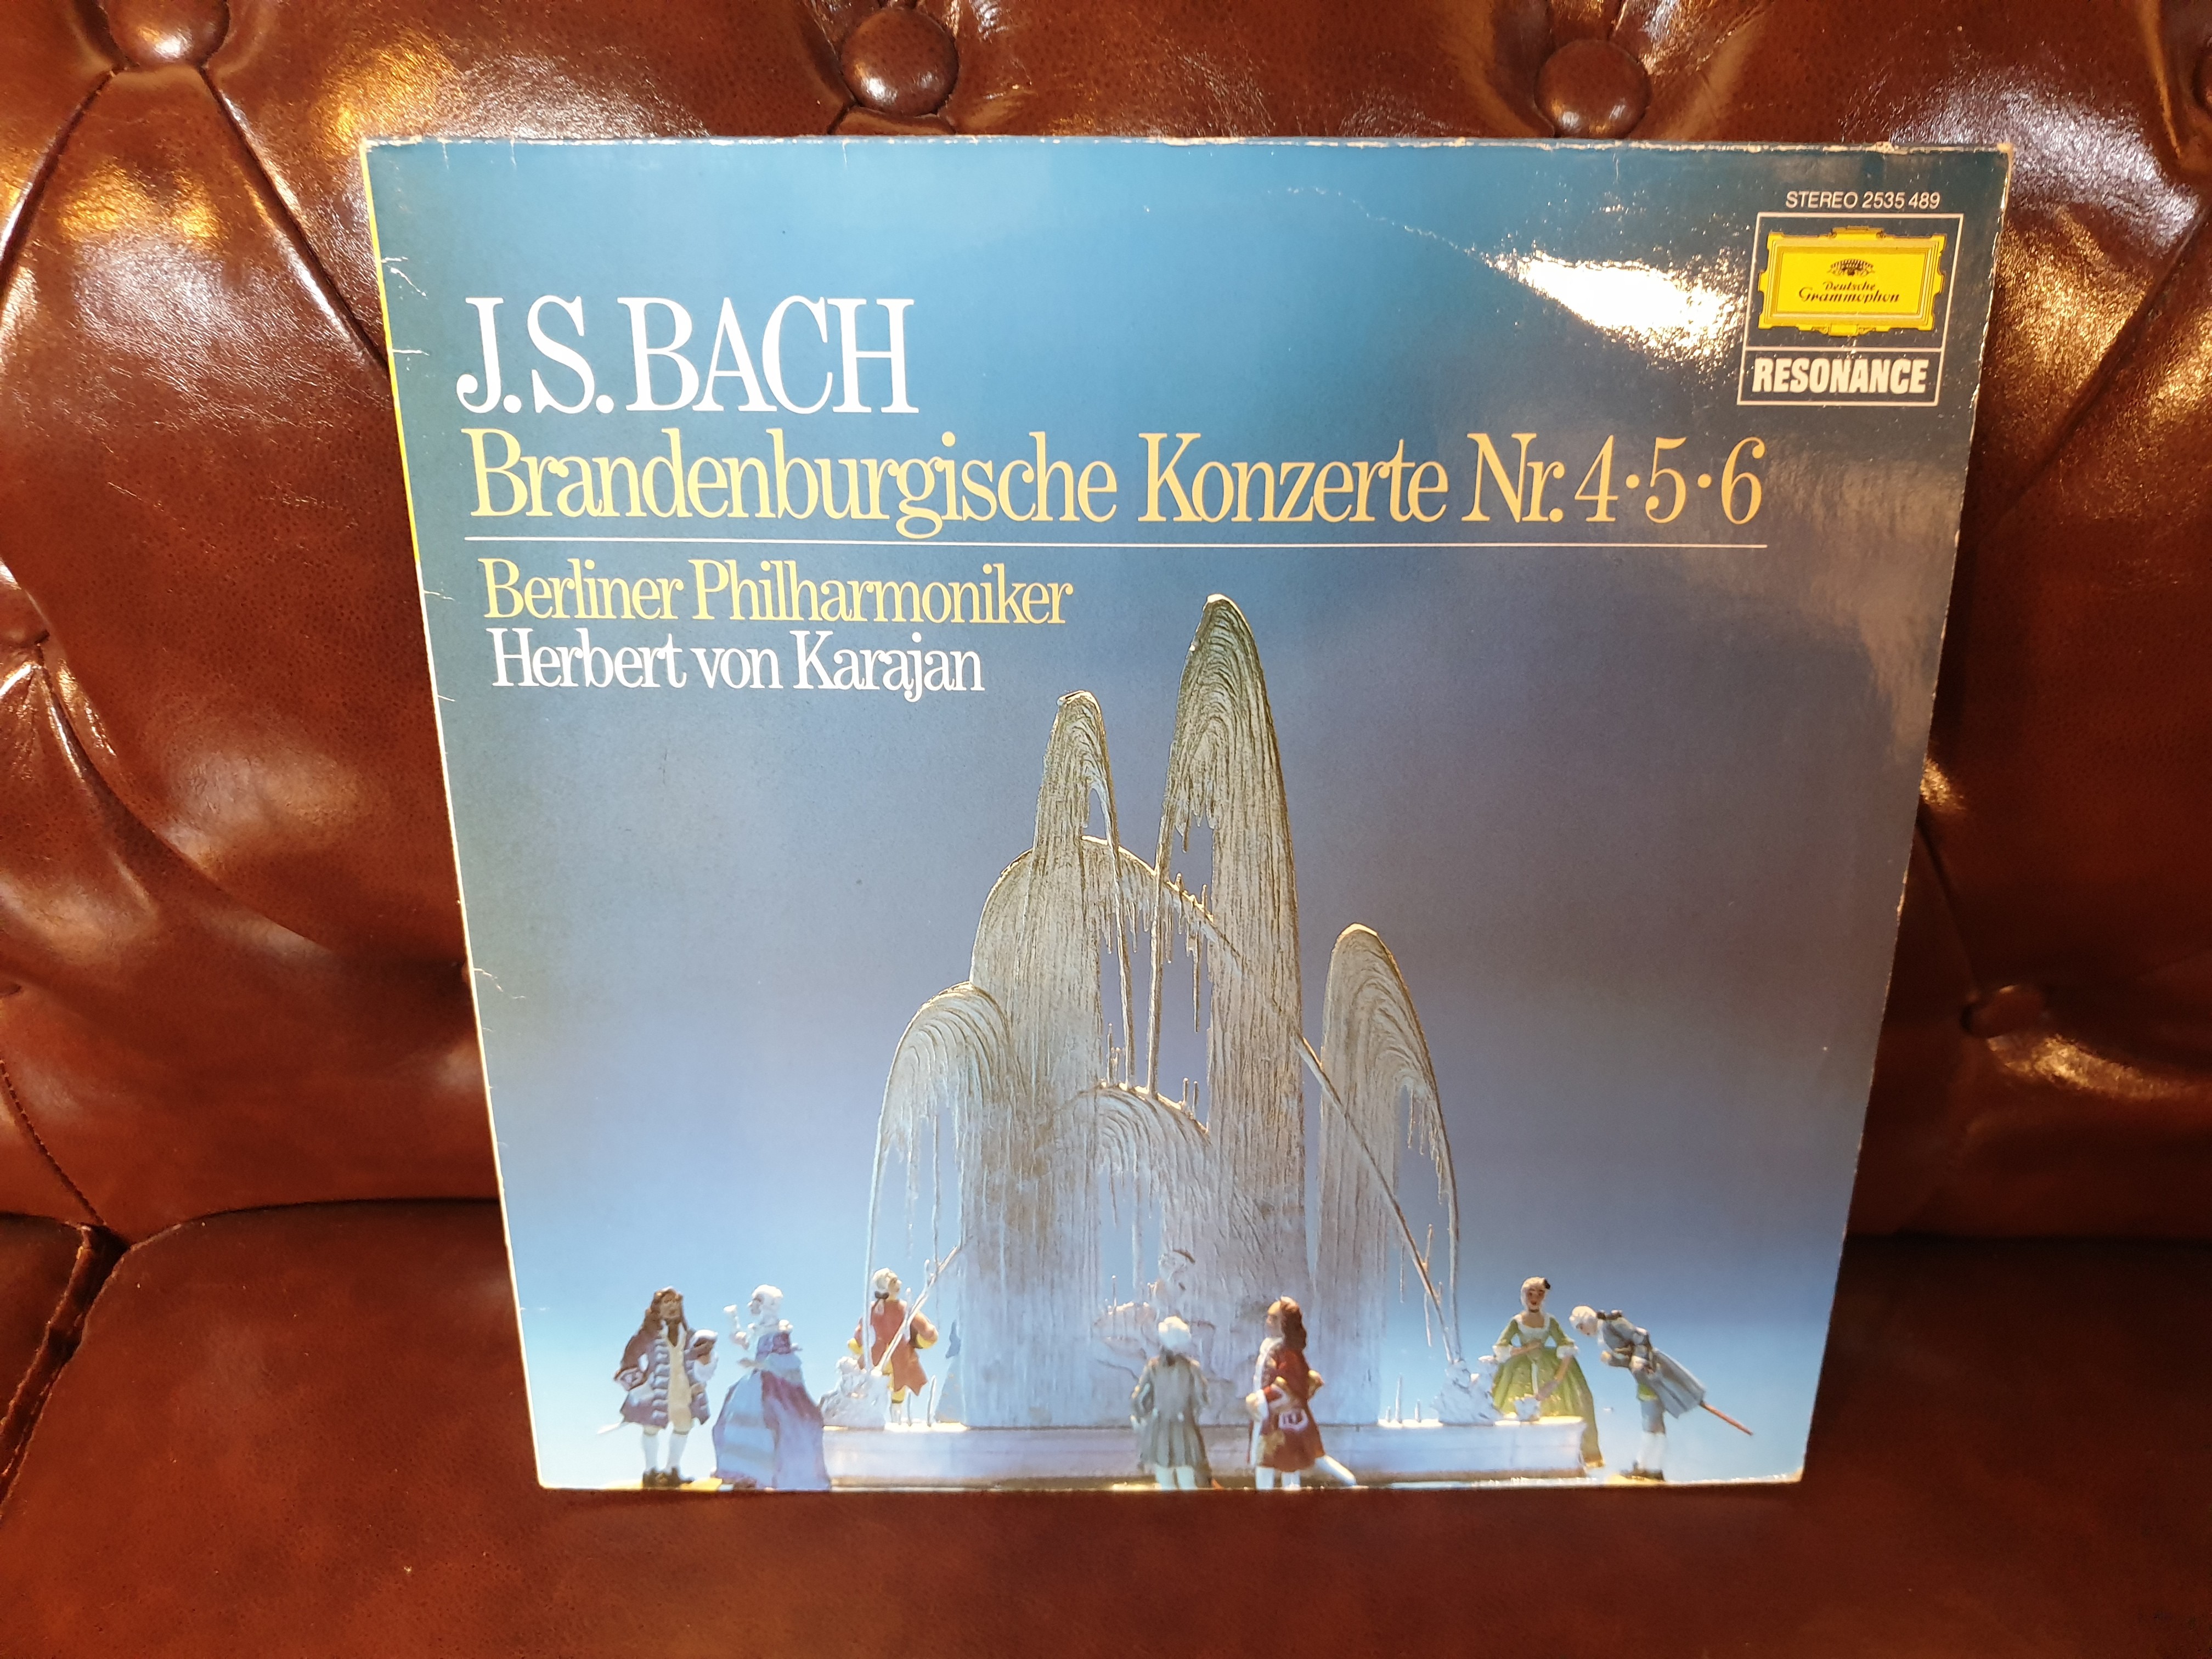 STEREO 2535 489
Deutsche
Grammophon
RESONANCE
J.S. BACH
Brandenburgische Konzerte Nr. 4·5·6
Berliner Philharmoniker
Herbert von Karajan